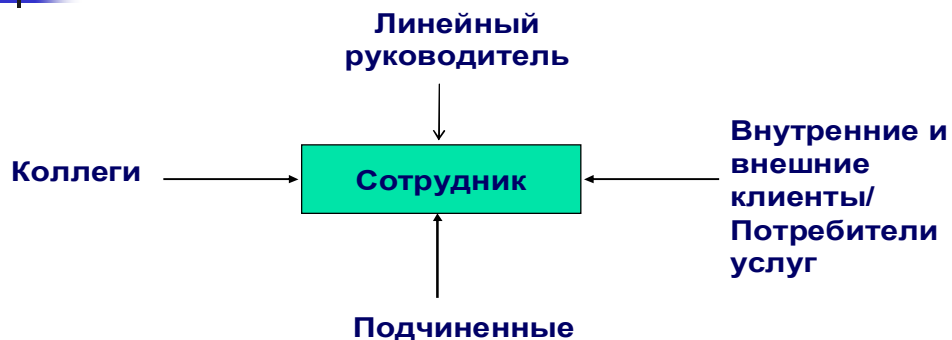 Линейный
руководитель
Коллеги
Сотрудник
Внутренние и
внешние
клиенты/
Потребители
услуг
Подчиненные